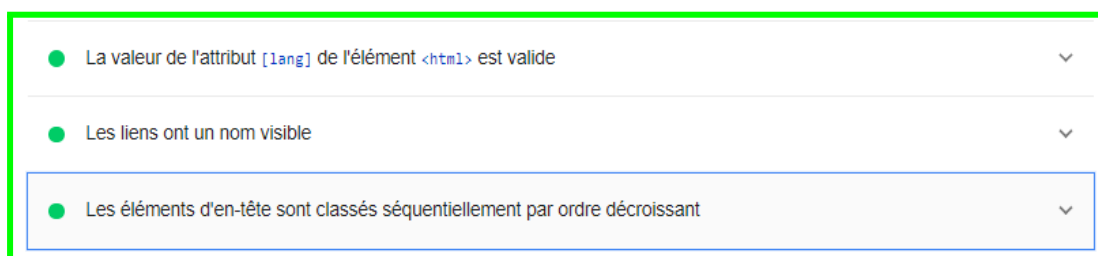 La valeur de l'attribut [lang] de l'élément <html> est valide
Les liens ont un nom visible
Les éléments d'en-tête sont classés séquentiellement par ordre décroissant